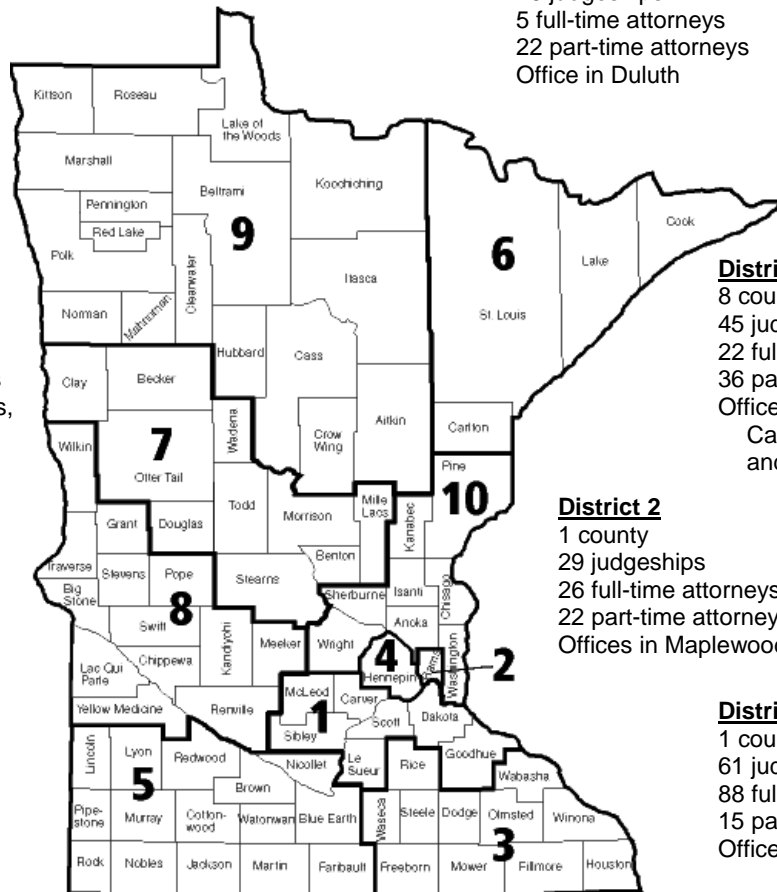 5 full-time attorneys
22 part-time attorneys
Office in Duluth
Kittson
Roseau
Lake of
the Woods
Marshall
Beltrami
Koochiching
Pennington
Red Lake
Polk
9
Clearwater
Itasca
Norman
Mahnomen
Hubbard
Cass
6
St. Louis
Lake
Cook
Clay
Becker
Wadena
Crow
Wing
Aitkin
Carlton
7
Otter Tail
Wilkin
Todd
Morrison
Mille
Lacs
Kanabec
Pine
10
Grant
Douglas
Benton
Traverse
Stevens
Pope
Stearns
Sherburne
Isanti
Chisago
Big
Stone
8
Swift
Kandiyohi
Meeker
Wright
Anoka
Washington
Lac Qui
Parle
Chippewa
4
Hennepin
2
McLeod
Carver
Yellow Medicine
Renville
1
Sibley
Scott
Dakota
Lincoln
Lyon
Redwood
Nicollet
Le
Sueur
Rice
Goodhue
Wabasha
5
Brown
Pipe-
stone
Murray
Cotton-
wood
Watonwan
Blue Earth
Waseca
Steele
Dodge
Olmsted
Winona
3
Rock
Nobles
Jackson
Martin
Faribault
Freeborn
Mower
Fillmore
Houston
8 cou
45 jud
22 ful
36 pa
Office
Ca
and
District 2
1 county
29 judgeships
26 full-time attorneys
22 part-time attorney
Offices in Maplewoo
Distri
1 cou
61 jud
88 ful
15 pa
Office